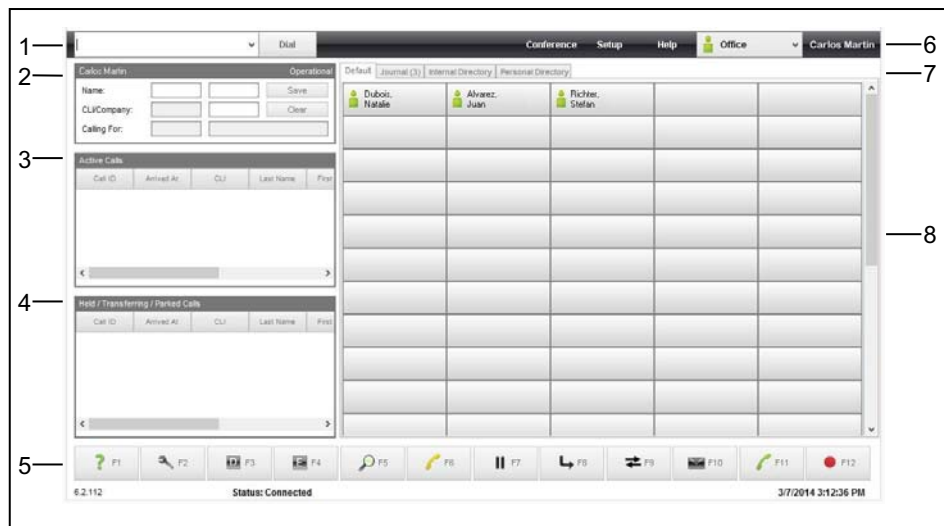 1 Dial Conference Setup Help Office Carlos Martin 6
2 Carlos Martin Operational Default Journal (3) Internal Directory Personal Directory 7
Name: Save Dubois, Natalie Alvarez, Juan Richter, Stefan
CLI/Company: Clear
Calling For:
3 Active Calls
Call ID Arrived At CLI Last Name First
8
4 Held / Transferring / Parked Calls
Call ID Arrived At CLI Last Name First
5 F1 F2 F3 F4 F5 F6 F7 F8 F9 F10 F11 F12
6.2.112 Status: Connected 3/7/2014 3:12:36 PM